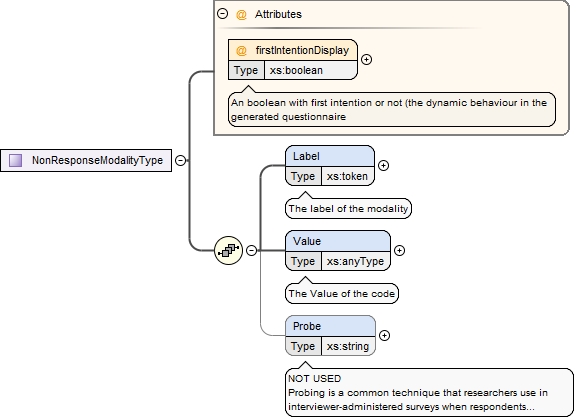 @ Attributes
@ firstIntentionDisplay
Type xs:boolean
An boolean with first intention or not (the dynamic behaviour in the
generated questionnaire
NonResponseModalityType
Label
Type xs:token
The label of the modality
Value
Type xs:anyType
The Value of the code
Probe
Type xs:string
NOT USED
Probing is a common technique that researchers use in
interviewer-administered surveys when respondents...